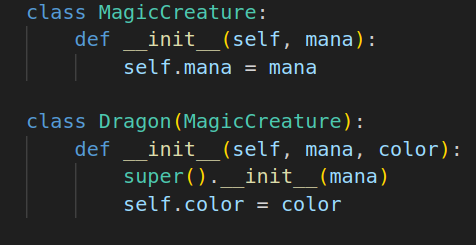 class MagicCreature:
    def __init__(self, mana):
        self.mana = mana

class Dragon(MagicCreature):
    def __init__(self, mana, color):
        super().__init__(mana)
        self.color = color